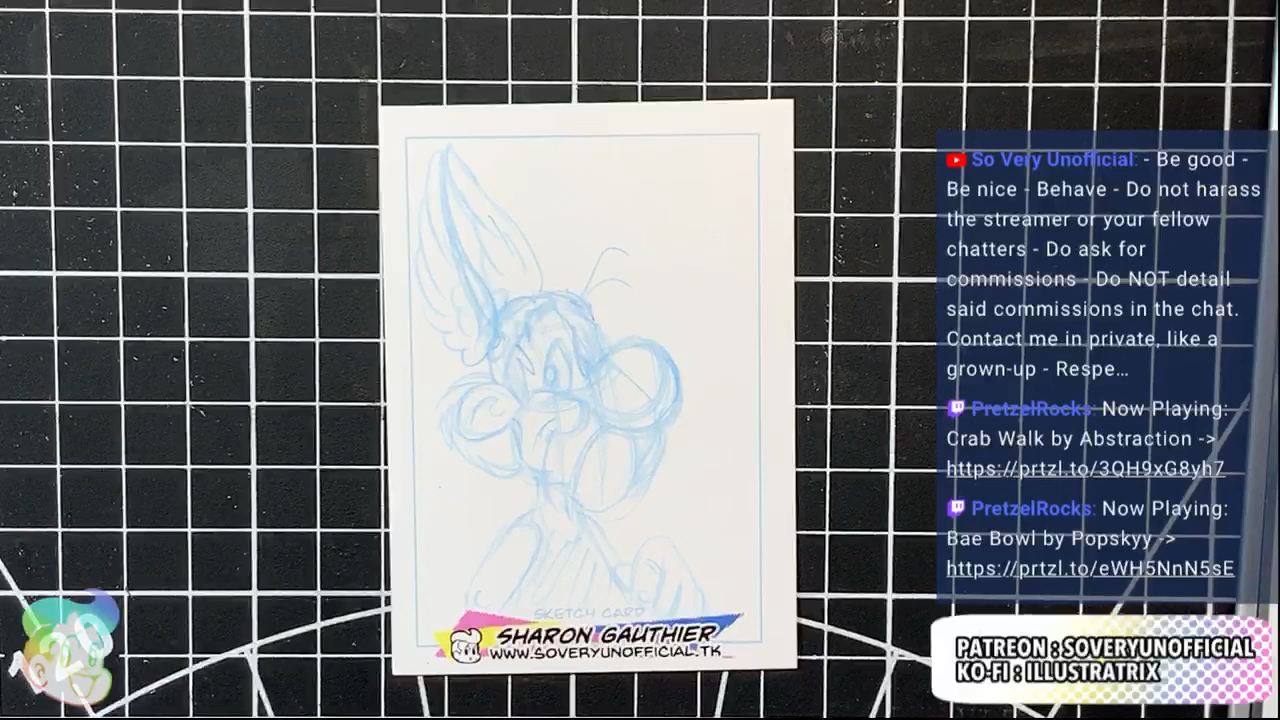 So Very Unofficial: - Be good -
Be nice - Behave - Do not harass
the streamer or your fellow
chatters - Do ask for
commissions - Do NOT detail
said commissions in the chat.
Contact me in private, like a
grown-up - Respe…
PretzelRocks: Now Playing:
Crab Walk by Abstraction ->
https://prtzl.to/3QH9xG8yh7
PretzelRocks: Now Playing:
Bae Bowl by Popskyy ->
https://prtzl.to/eWH5NnN5sE
SKETCH CARD
SHARON GAUTHIER
WWW.SOVERYUNOFFICIAL.TK
PATREON : SOVERYUNOFFICIAL
KO-FI : ILLUSTRATRIX